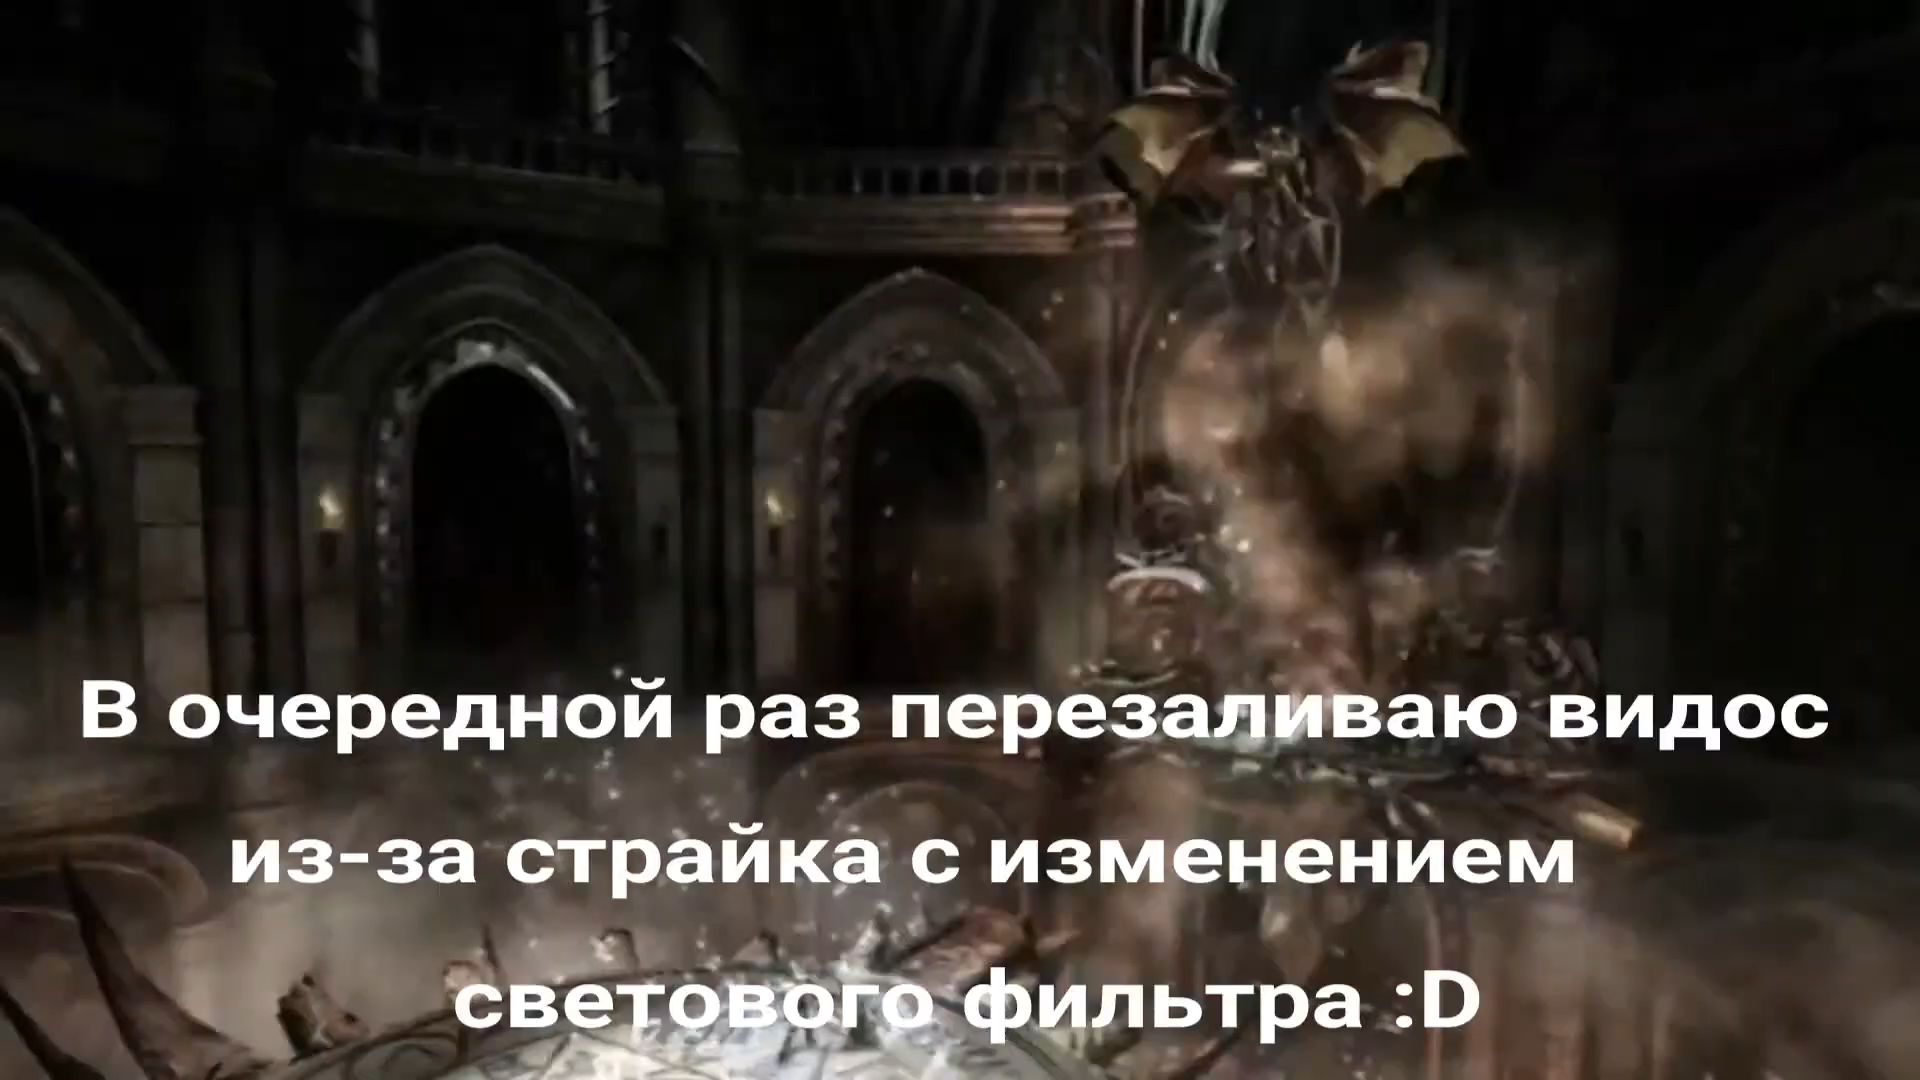 В очередной раз перезаливаю видос
из-за страйка с изменением
светового фильтра :D